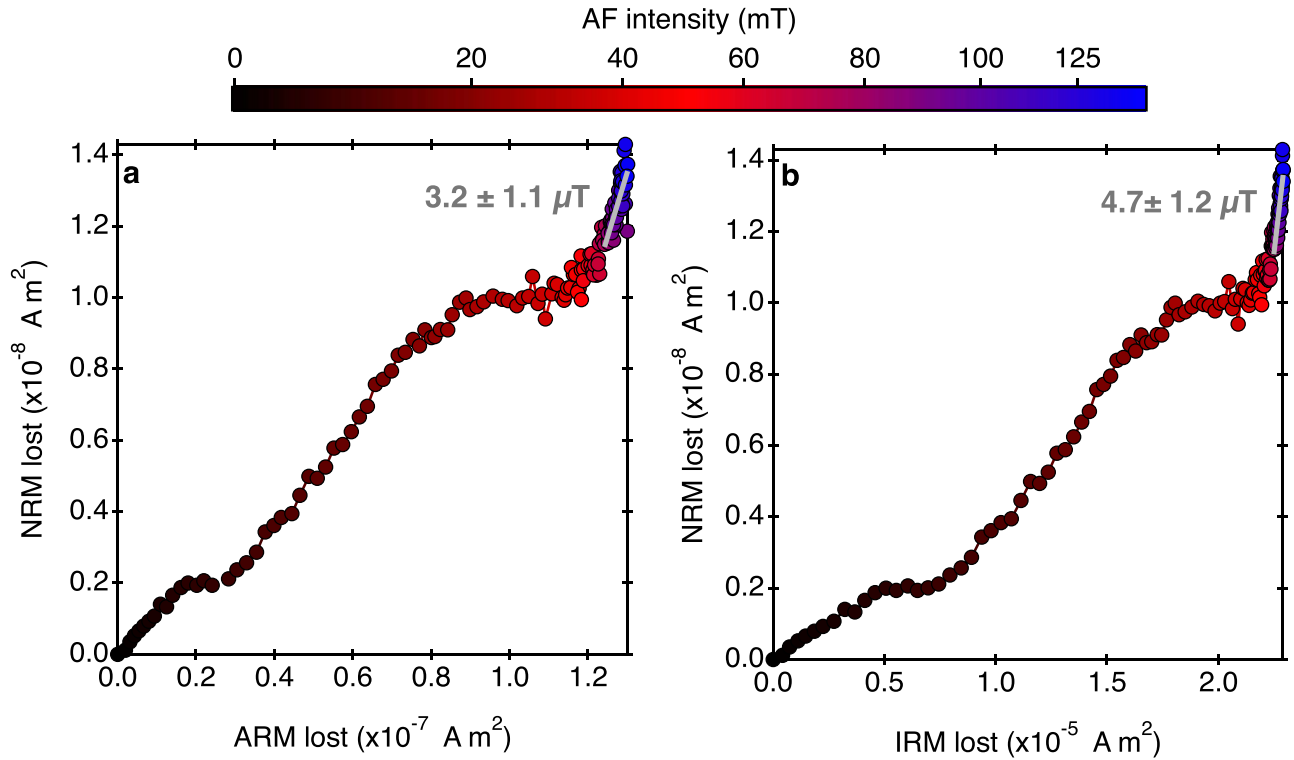 AF intensity (mT)
0 20 40 60 80 100 125
a
3.2 ± 1.1 µT
NRM lost (x10⁻⁸ A m²)
1.4
1.2
1.0
0.8
0.6
0.4
0.2
0.0
0.0 0.2 0.4 0.6 0.8 1.0 1.2
ARM lost (x10⁻⁷ A m²)
b
4.7± 1.2 µT
NRM lost (x10⁻⁸ A m²)
1.4
1.2
1.0
0.8
0.6
0.4
0.2
0.0
0.0 0.5 1.0 1.5 2.0
IRM lost (x10⁻⁵ A m²)